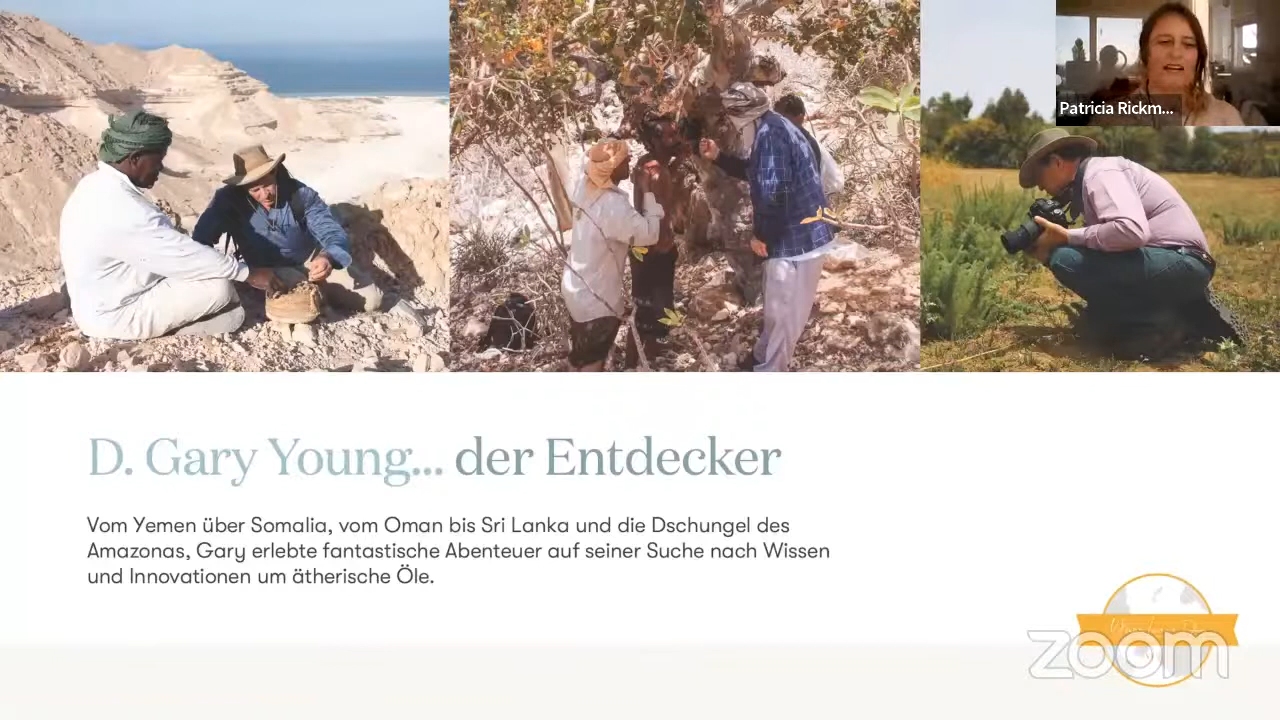 Patricia Rickm...
D. Gary Young... der Entdecker
Vom Yemen über Somalia, vom Oman bis Sri Lanka und die Dschungel des
Amazonas, Gary erlebte fantastische Abenteuer auf seiner Suche nach Wissen
und Innovationen um ätherische Öle.
zoom